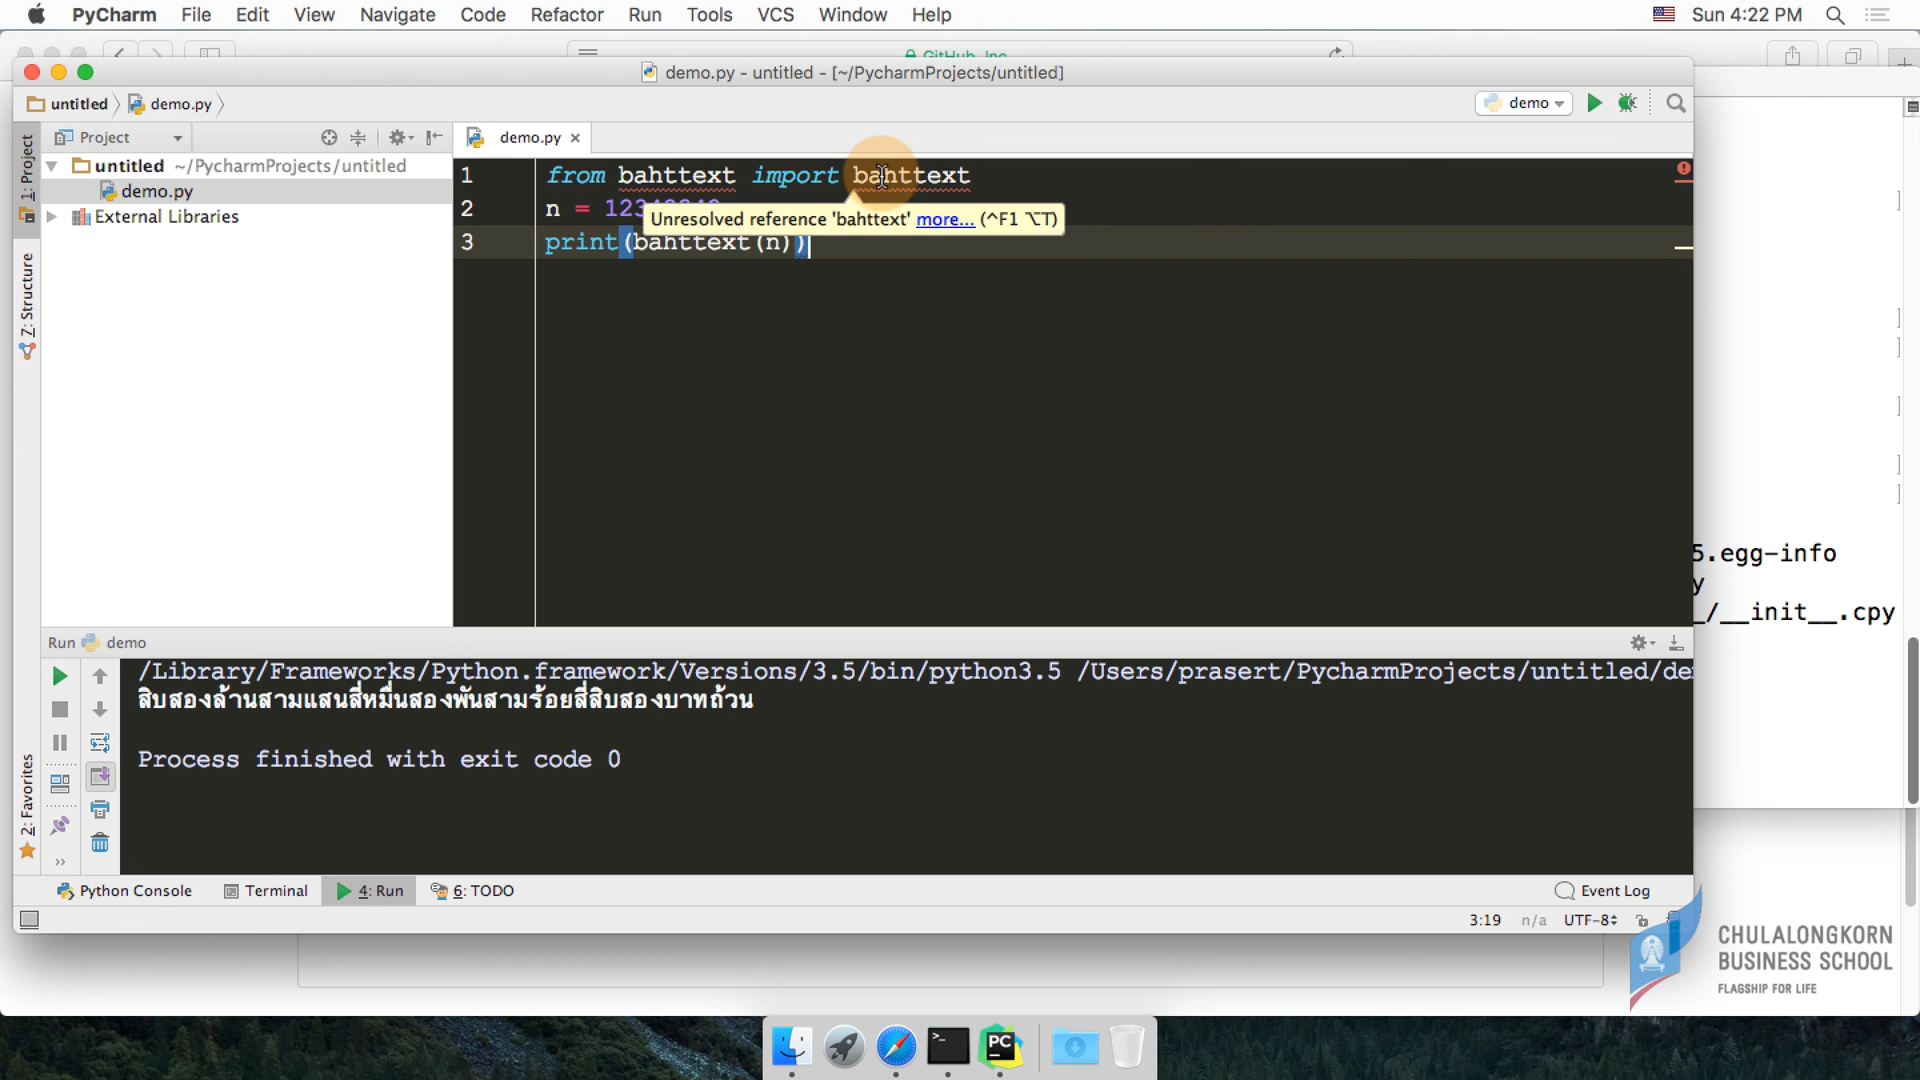 PyCharm File Edit View Navigate Code Refactor Run Tools VCS Window Help Sun 4:22 PM
demo.py - untitled - [~/PycharmProjects/untitled]
untitled demo.py demo
1: Project
Project
demo.py
untitled ~/PycharmProjects/untitled
demo.py
External Libraries
Z: Structure
2: Favorites
1 from bahttext import bahttext
2 n =
Unresolved reference 'bahttext' more... (^F1 ⌥T)
3 print(bahttext(n))
]
]
]
]
]
]
5.egg-info
y
_/__init__.cpy
Run demo
/Library/Frameworks/Python.framework/Versions/3.5/bin/python3.5 /Users/prasert/PycharmProjects/untitled/de
สิบสองล้านสามแสนสี่หมื่นสองพันสามร้อยสี่สิบสองบาทถ้วน
Process finished with exit code 0
Python Console Terminal 4: Run 6: TODO Event Log
3:19 n/a UTF-8
CHULALONGKORN
BUSINESS SCHOOL
FLAGSHIP FOR LIFE
>_
PC